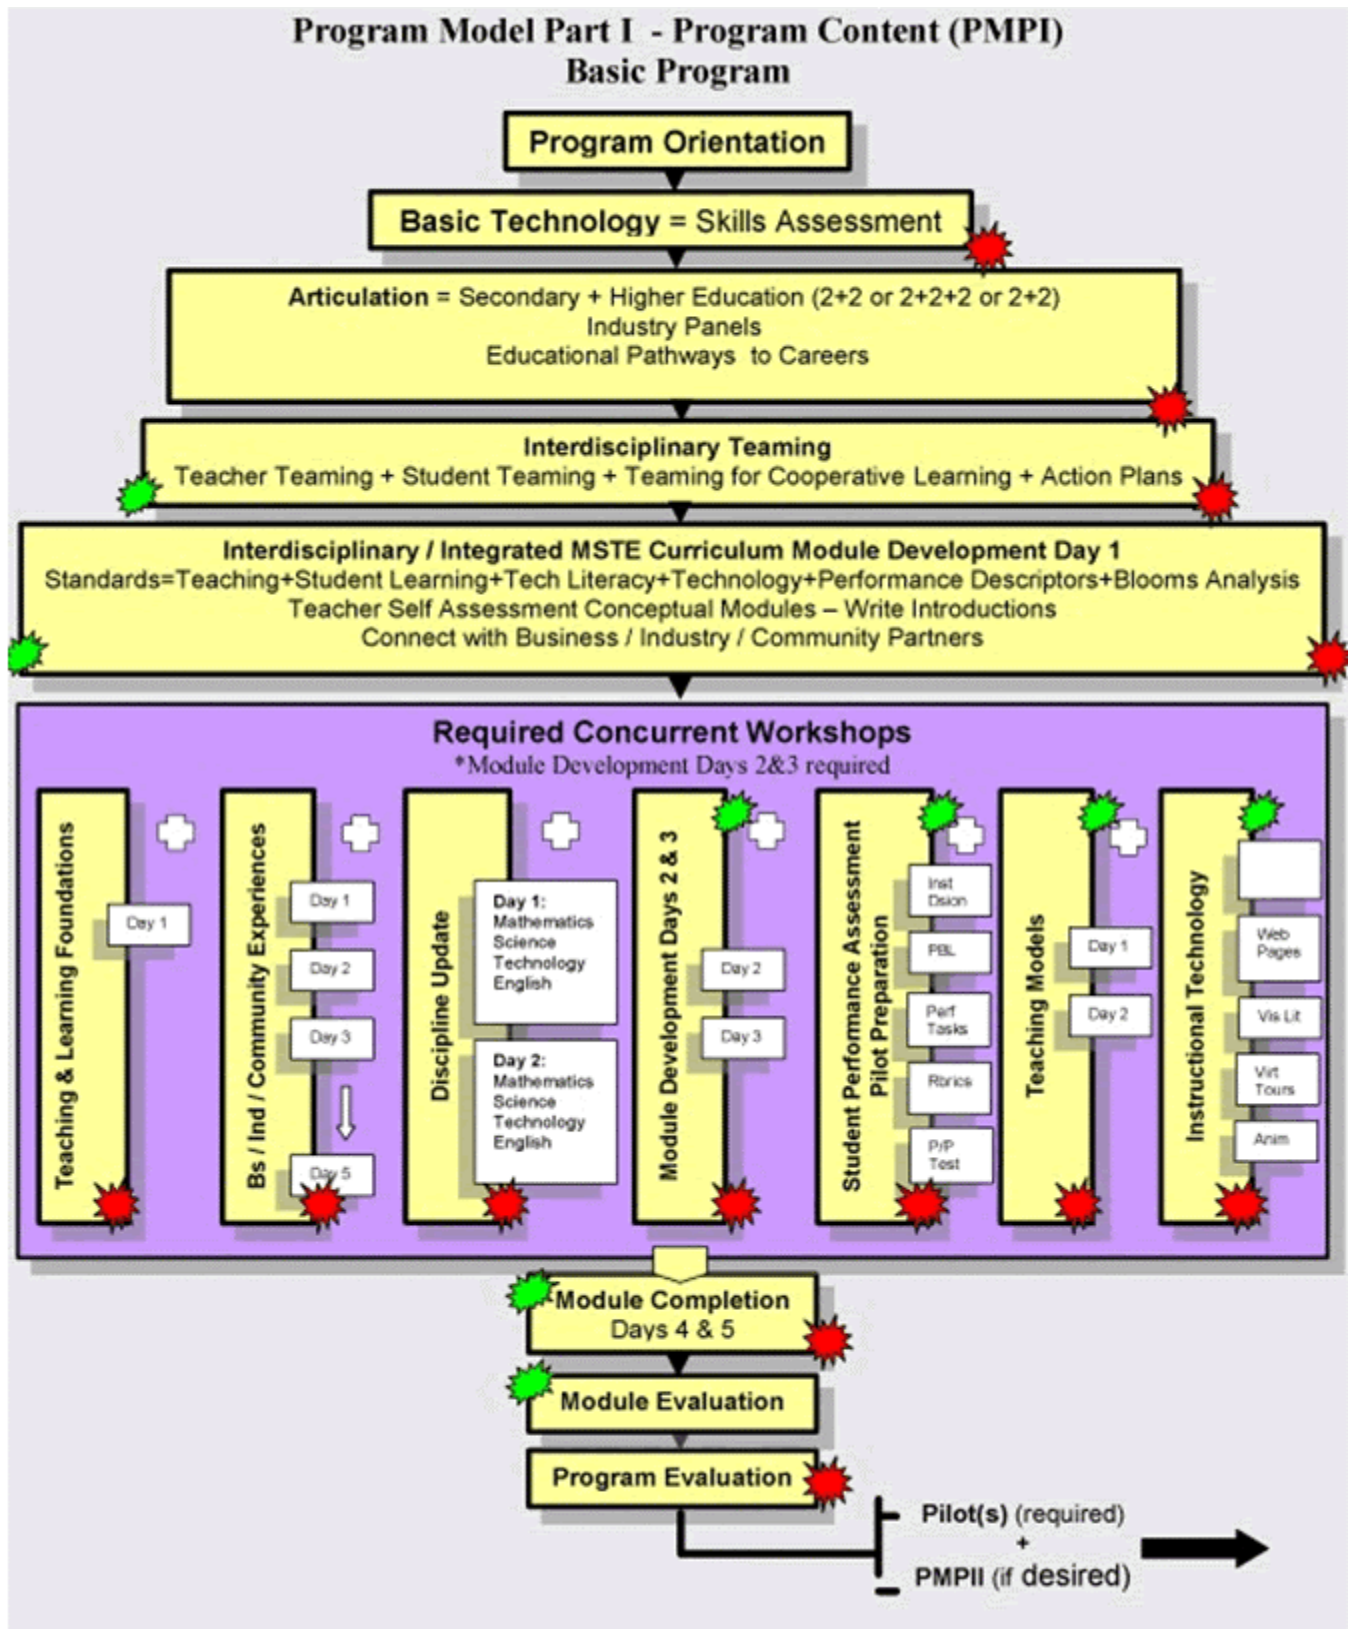 Program Model Part I - Program Content (PMPI)
Basic Program
Program Orientation
Basic Technology = Skills Assessment
Articulation = Secondary + Higher Education (2+2 or 2+2+2 or 2+2)
Industry Panels
Educational Pathways to Careers
Interdisciplinary Teaming
Teacher Teaming + Student Teaming + Teaming for Cooperative Learning + Action Plans
Interdisciplinary / Integrated MSTE Curriculum Module Development Day 1
Standards=Teaching+Student Learning+Tech Literacy+Technology+Performance Descriptors+Blooms Analysis
Teacher Self Assessment Conceptual Modules – Write Introductions
Connect with Business / Industry / Community Partners
Required Concurrent Workshops
*Module Development Days 2&3 required
Teaching & Learning Foundations
Day 1
Bs / Ind / Community Experiences
Day 1
Day 2
Day 3
Day 5
Discipline Update
Day 1:
Mathematics
Science
Technology
English
Day 2:
Mathematics
Science
Technology
English
Module Development Days 2 & 3
Day 2
Day 3
Student Performance Assessment
Pilot Preparation
Inst
Dsion
PBL
Perf
Tasks
Rbrics
P/P
Test
Teaching Models
Day 1
Day 2
Instructional Technology
Web
Pages
Vis Lit
Virt
Tours
Anim
Module Completion
Days 4 & 5
Module Evaluation
Program Evaluation
Pilot(s) (required)
+
PMPII (if desired)